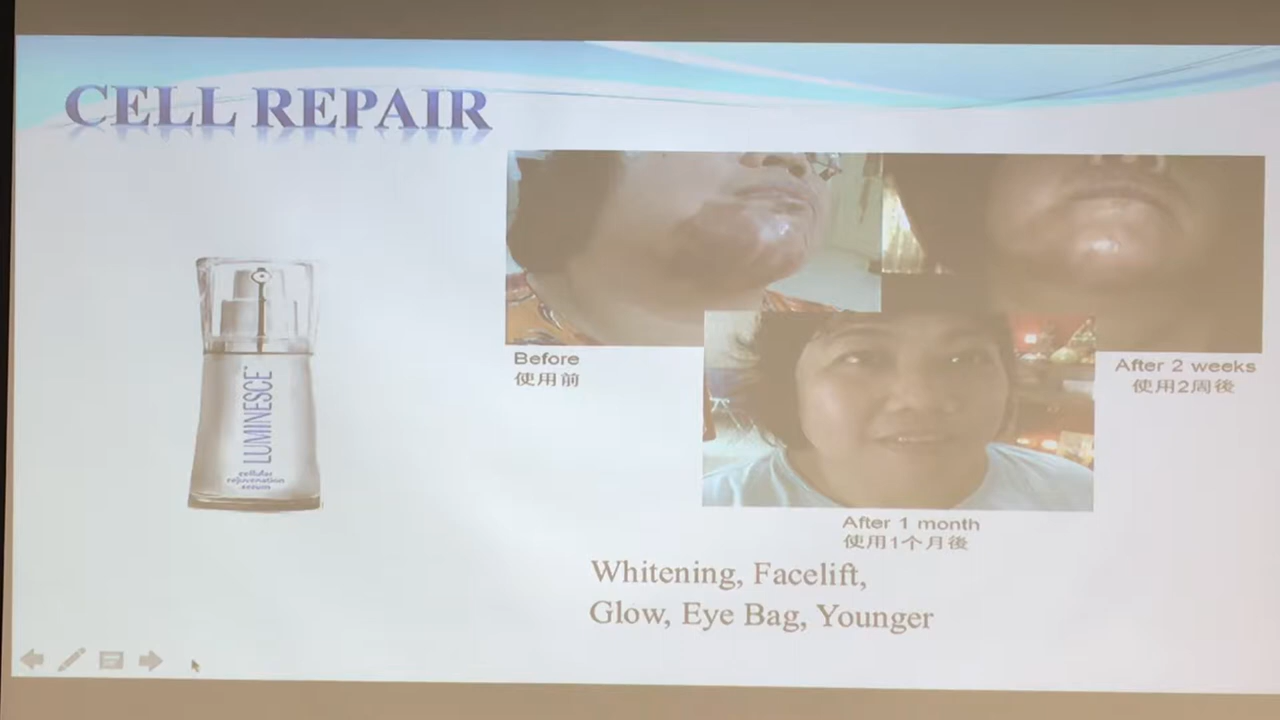 CELL REPAIR
LUMINESCE™
cellular
rejuvenation
serum
Before
使用前
After 2 weeks
使用2周後
After 1 month
使用1个月後
Whitening, Facelift,
Glow, Eye Bag, Younger